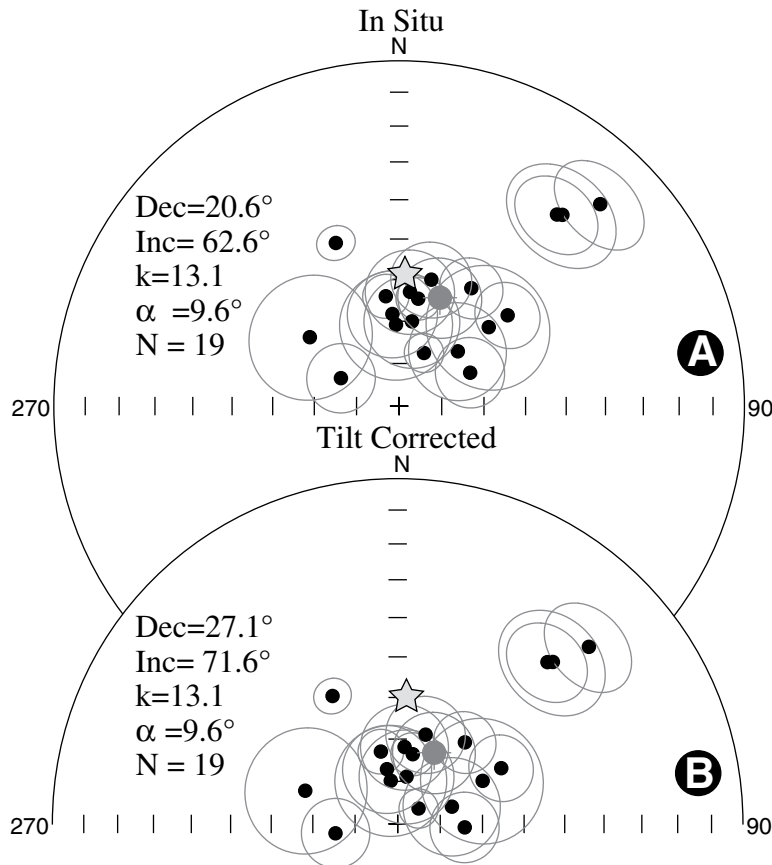 In Situ
N
Dec=20.6°
Inc= 62.6°
k=13.1
α =9.6°
N = 19
A
270
90
Tilt Corrected
N
Dec=27.1°
Inc= 71.6°
k=13.1
α =9.6°
N = 19
B
270
90